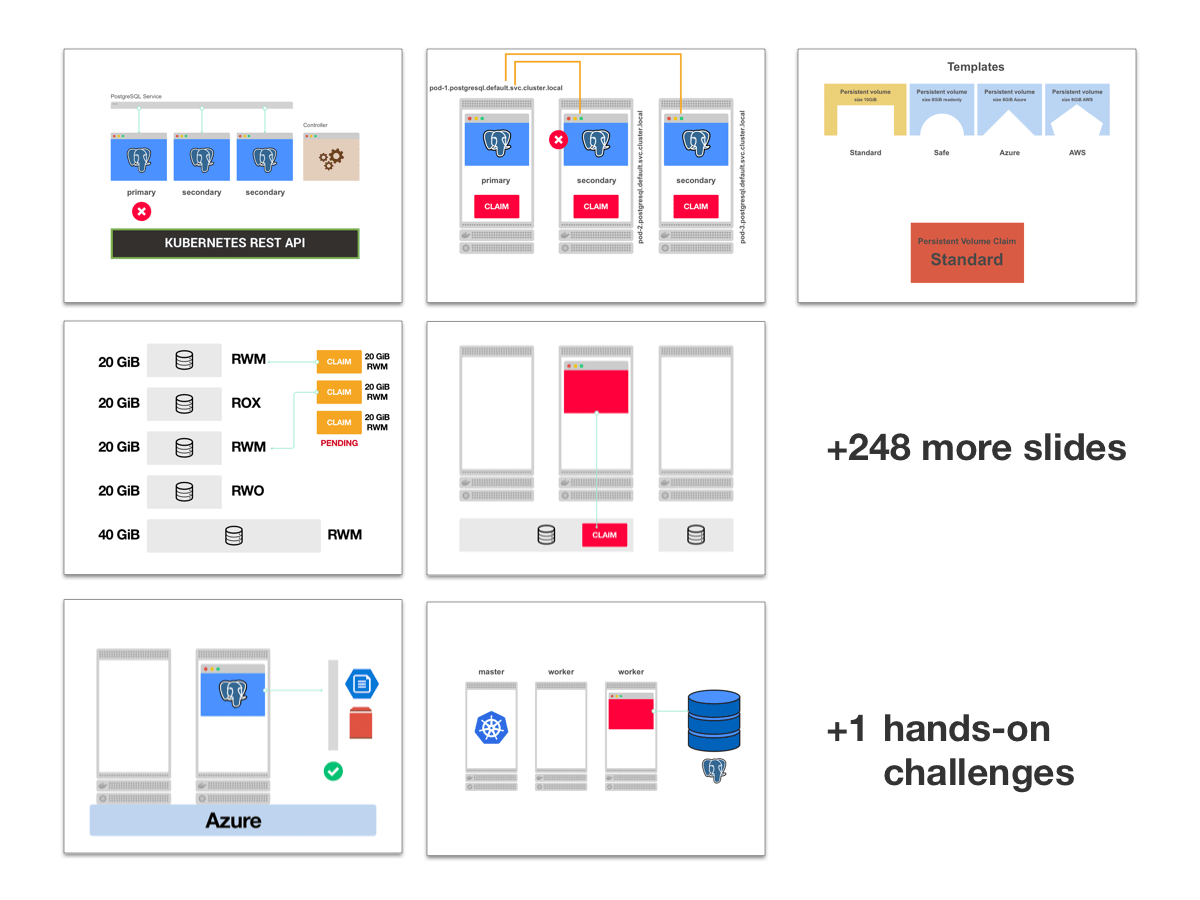 PostgreSQL Service
Controller
primary
secondary
secondary
KUBERNETES REST API
pod-1.postgresql.default.svc.cluster.local
primary
secondary
secondary
CLAIM
CLAIM
CLAIM
pod-2.postgresql.default.svc.cluster.local
pod-3.postgresql.default.svc.cluster.local
Templates
Persistent volume
size 15GiB
Persistent volume
size 8GiB readonly
Persistent volume
size 8GiB Azure
Persistent volume
size 6GiB AWS
Standard
Safe
Azure
AWS
Persistent Volume Claim
Standard
20 GiB
RWM
CLAIM
20 GiB
RWM
CLAIM
20 GiB
RWM
20 GiB
ROX
CLAIM
20 GiB
RWM
PENDING
20 GiB
RWM
20 GiB
RWO
40 GiB
RWM
CLAIM
+248 more slides
Azure
master
worker
worker
+1 hands-on
challenges